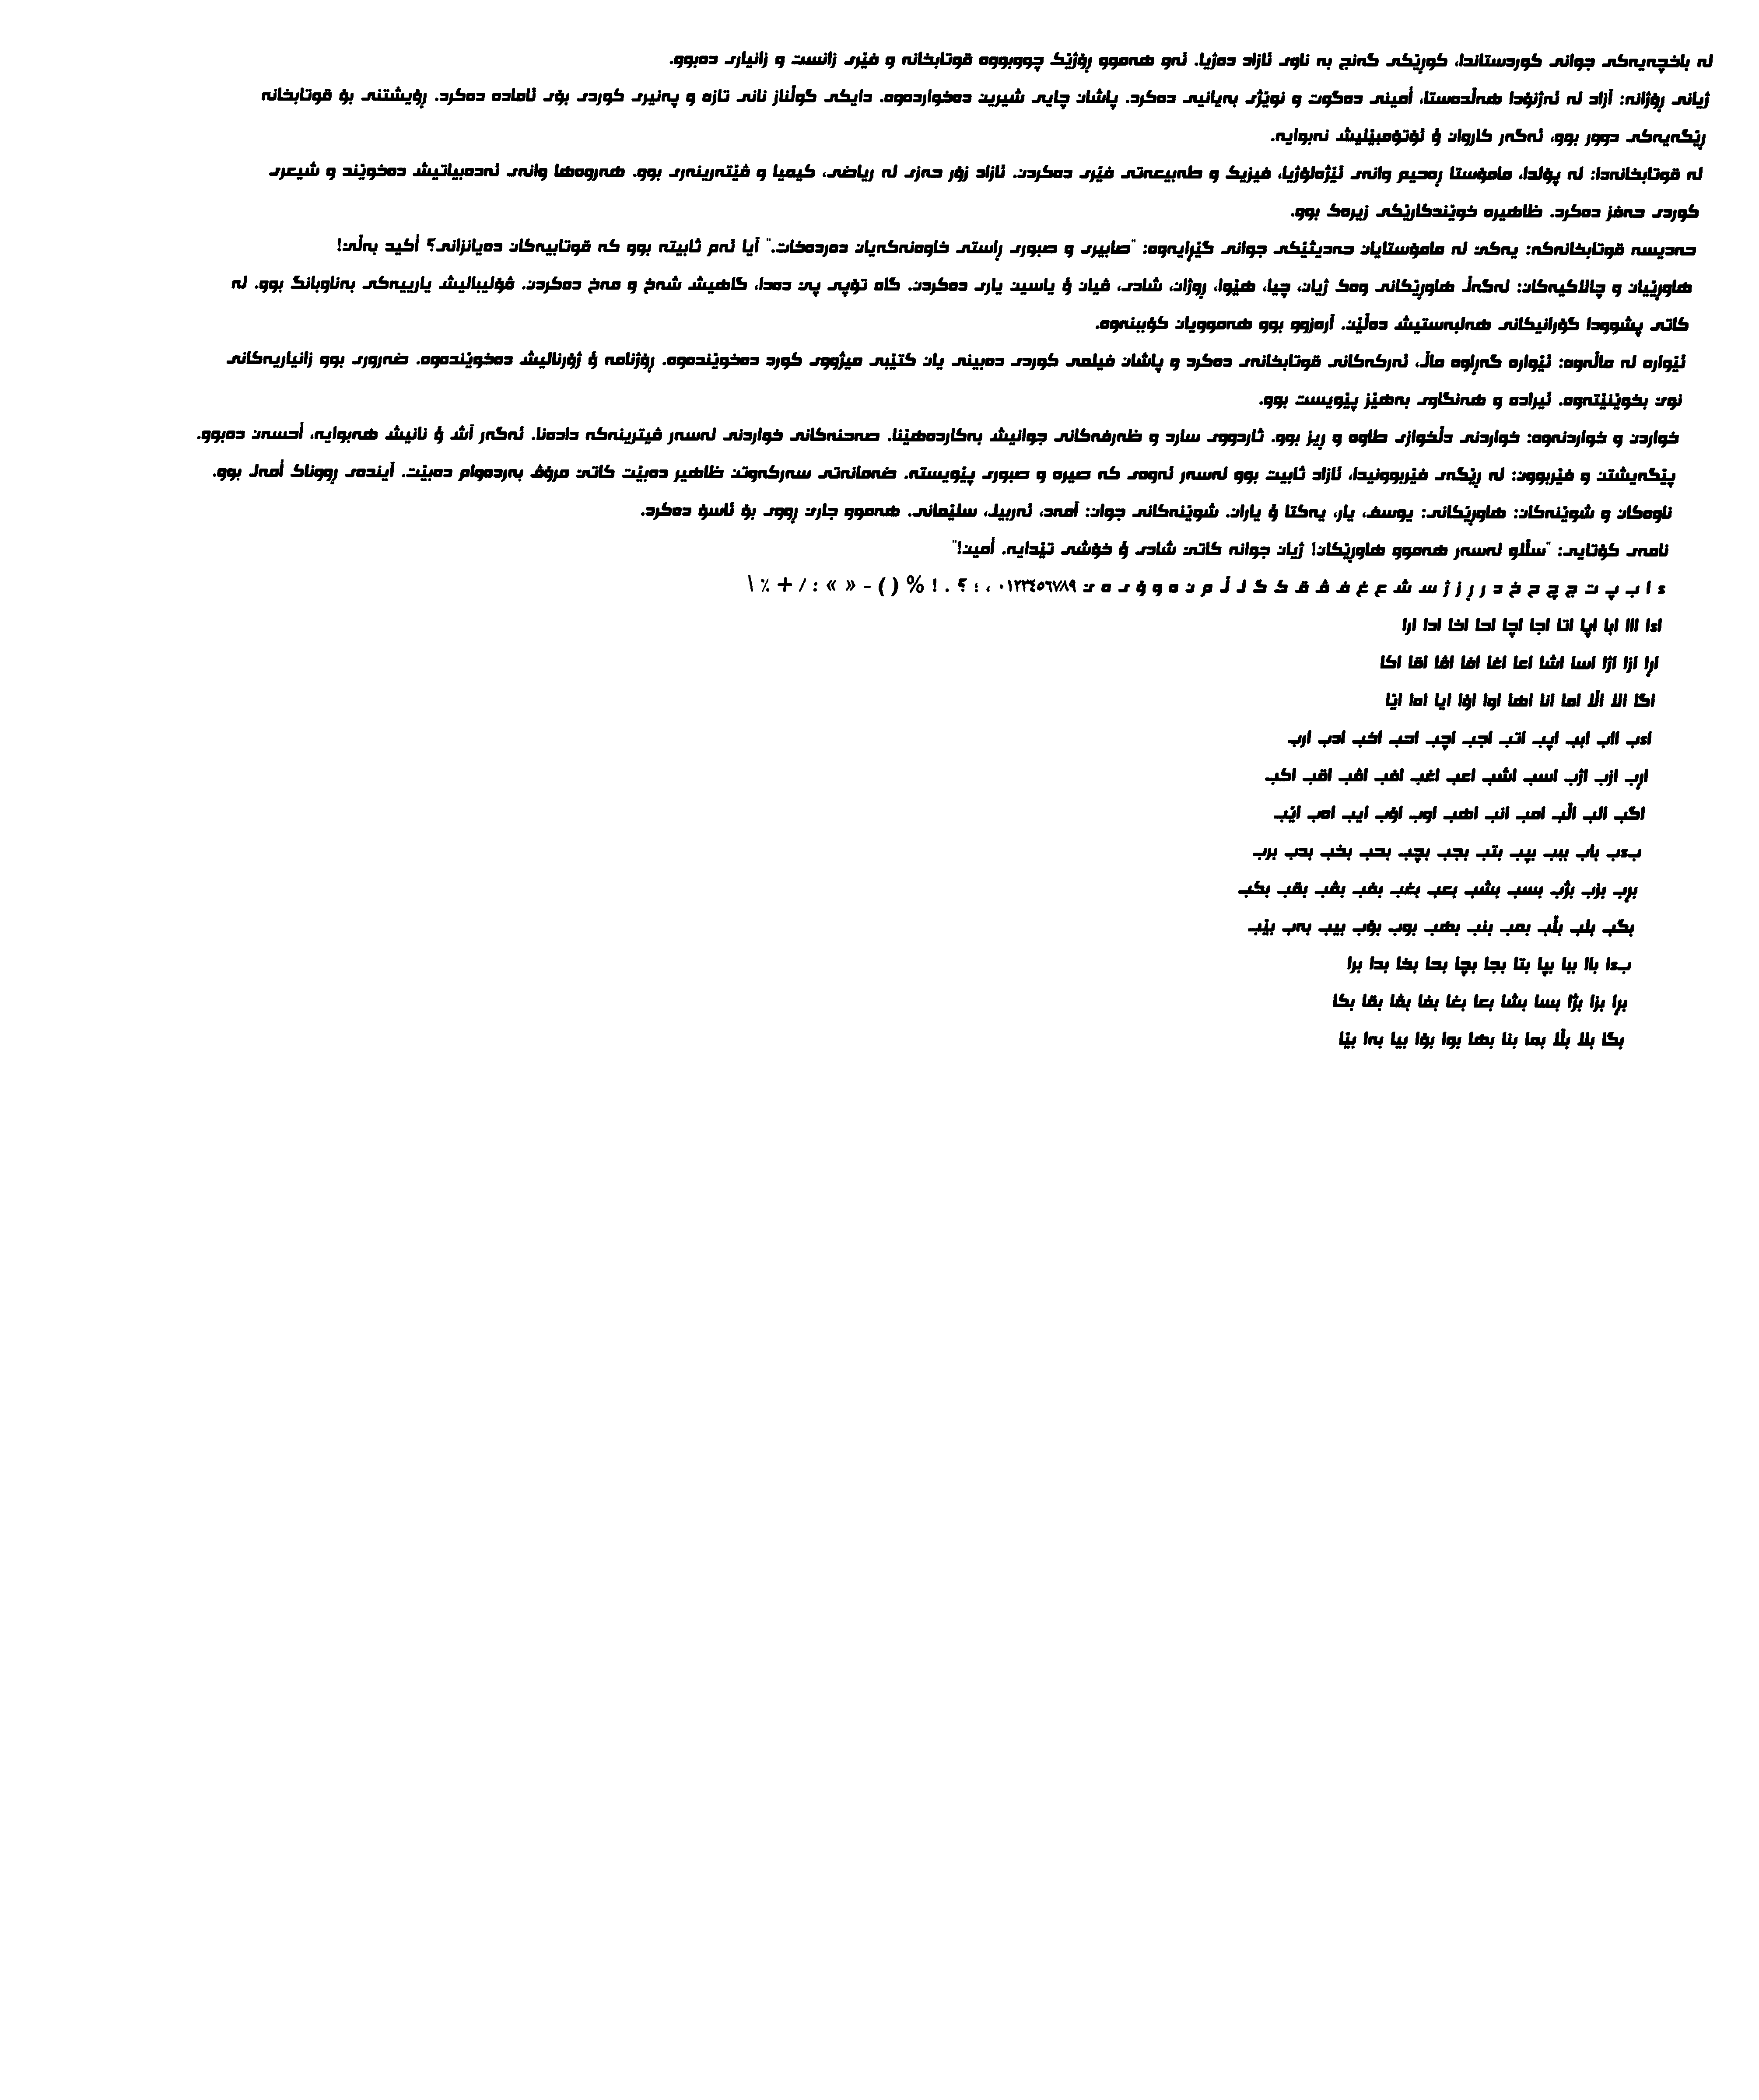 لە باخچەیەکی جوانی کوردستاندا، کوڕێکی گەنج بە ناوی ئازاد دەژیا. ئەو هەموو ڕۆژێک چووبووە قوتابخانە و فێری زانست و زانیاری دەبوو.
ژیانی ڕۆژانە: آزاد لە ئەژنۆدا هەڵدەستا، أمینی دەگوت و نوێژی بەیانیی دەکرد. پاشان چایی شیرین دەخواردەوە. دایکی گوڵناز نانی تازە و پەنیری کوردی بۆی ئامادە دەکرد. ڕۆیشتنی بۆ قوتابخانە
ڕێگەیەکی دوور بوو، ئەگەر کاروان ؤ ئۆتۆمبێلیش نەبوایە.
لە قوتابخانەدا: لە پۆلدا، مامۆستا ڕەحیم وانەی ئێژەلۆژیا، فیزیک و طەبیعەتی فێری دەکردن. ئازاد زۆر حەزی لە ریاضی، کیمیا و ڤێتەرینەری بوو. هەروەها وانەی ئەدەبیاتیش دەخوێند و شیعری
کوردی حەفز دەکرد. ظاهیرە خوێندکارێکی زیرەک بوو.
حەدیسە قوتابخانەکە: یەکێ لە مامۆستایان حەدیثێکی جوانی گێڕایەوە: "صابیری و صبوری ڕاستی خاوەنەکەیان دەردەخات." آیا ئەم ثابیتە بوو کە قوتابیەکان دەیانزانی؟ أکید بەڵێ!
هاوڕێیان و چالاکیەکان: لەگەڵ هاوڕێکانی وەک ژیان، چیا، هێوا، ڕوژان، شادی، ڤیان ؤ یاسین یاری دەکردن. گاە تۆپی پێ دەدا، گاهیش شەخ و مەخ دەکردن. ڤۆلیبالیش یارییەکی بەناوبانگ بوو. لە
کاتی پشوودا گۆرانیکانی هەلبەستیش دەڵێن. آرەزوو بوو هەموویان کۆببنەوە.
ئێوارە لە ماڵەوە: ئێوارە گەڕاوە ماڵ، ئەرکەکانی قوتابخانەی دەکرد و پاشان فیلمی کوردی دەبینی یان کتێبی میژووی کورد دەخوێندەوە. ڕۆژنامە ؤ ژۆرنالیش دەخوێندەوە. ضەروری بوو زانیاریەکانی
نوێ بخوێنێتەوە. ئیرادە و هەنگاوی بەهێز پێویست بوو.
خواردن و خواردنەوە: خواردنی دڵخوازی طاوە و ڕیز بوو. ئاردووی سارد و ظەرفەکانی جوانیش بەکاردەهێنا. صەحنەکانی خواردنی لەسەر ڤیترینەکە دادەنا. ئەگەر آش ؤ نانیش هەبوایە، أحسەن دەبوو.
پێگەیشتن و فێربوون: لە ڕێگەی فێربوونیدا، ئازاد ثابیت بوو لەسەر ئەوەی کە صیرە و صبوری پێویستە. ضەمانەتی سەرکەوتن ظاهیر دەبێت کاتێ مرۆڤ بەردەوام دەبێت. آیندەی ڕووناک أمەل بوو.
ناوەکان و شوێنەکان: هاوڕێکانی: یوسف، یار، یەکتا ؤ یاران. شوێنەکانی جوان: آمەد، ئەربیل، سلێمانی. هەموو جارێ ڕووی بۆ ئاسۆ دەکرد.
نامەی کۆتایی: "سڵاو لەسەر هەموو هاوڕێکان! ژیان جوانە کاتێ شادی ؤ خۆشی تێدایە. أمین!"
ء ا ب پ ت ج چ ح خ د ر ڕ ز ژ س ش ع غ ف ڤ ق ک گ ل ڵ م ن ە و ۆ ی ە ێ ٠١٢٣٤٥٦٧٨٩ ، ؛ ؟ . ! % ( ) - « » : / + ٪ \
اءا ااا ابا اپا اتا اجا اچا احا اخا ادا ارا
اڕا ازا اژا اسا اشا اعا اغا افا اڤا اقا اکا
اگا الا اڵا اما انا اها اوا اۆا ایا اەا اێا
اءب ااب ابب اپب اتب اجب اچب احب اخب ادب ارب
اڕب ازب اژب اسب اشب اعب اغب افب اڤب اقب اکب
اگب الب اڵب امب انب اهب اوب اۆب ایب اەب اێب
بءب باب ببب بپب بتب بجب بچب بحب بخب بدب برب
بڕب بزب بژب بسب بشب بعب بغب بفب بڤب بقب بکب
بگب بلب بڵب بمب بنب بهب بوب بۆب بیب بەب بێب
بءا باا ببا بپا بتا بجا بچا بحا بخا بدا برا
بڕا بزا بژا بسا بشا بعا بغا بفا بڤا بقا بکا
بگا بلا بڵا بما بنا بها بوا بۆا بیا بەا بێا